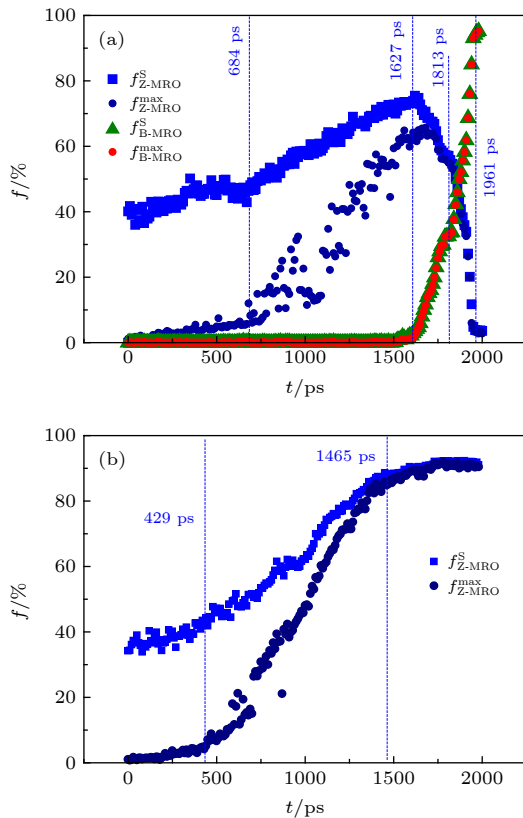 (a)
684 ps
1627 ps
1813 ps
1961 ps
f^S_Z-MRO
f^max_Z-MRO
f^S_B-MRO
f^max_B-MRO
f/%
100
80
60
40
20
0
0 500 1000 1500 2000
t/ps
(b)
1465 ps
429 ps
f^S_Z-MRO
f^max_Z-MRO
f/%
100
80
60
40
20
0
0 500 1000 1500 2000
t/ps